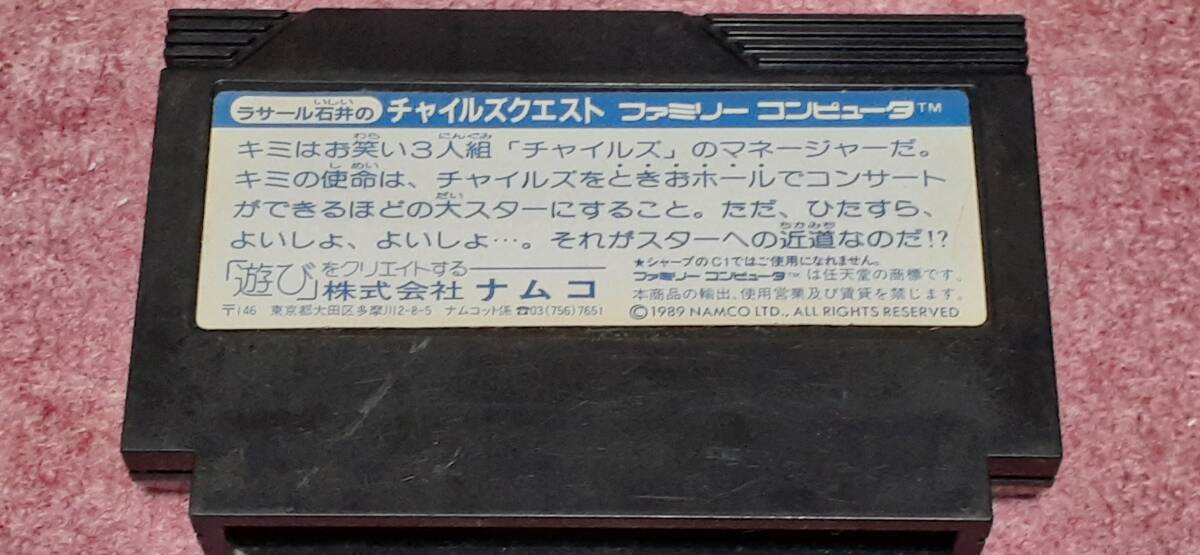 ラサール石井の チャイルズクエスト ファミリー コンピュータ™
キミはお笑い3人組「チャイルズ」のマネージャーだ。
キミの使命は、チャイルズをときおホールでコンサート
ができるほどの大スターにすること。ただ、ひたすら、
よいしょ、よいしょ…。それがスターへの近道なのだ!?
「遊び」をクリエイトする
株式会社 ナムコ
〒146 東京都大田区多摩川2-8-5 ナムコット係 ☎03(756)7651
★シャープのC1ではご使用になれません。
ファミリー コンピュータ™は任天堂の商標です。
本商品の輸出、使用営業及び賃貸を禁じます。
©1989 NAMCO LTD., ALL RIGHTS RESERVED